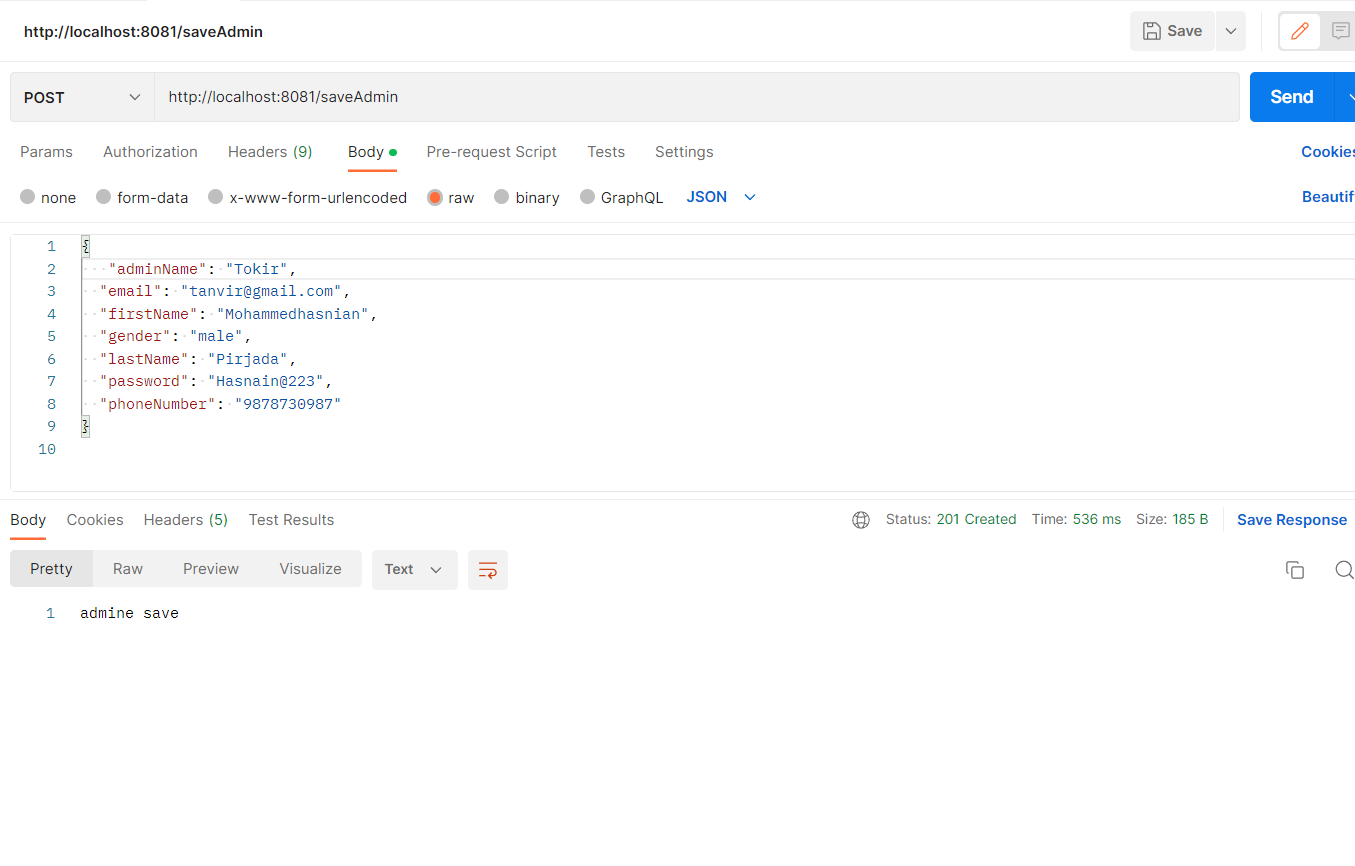 http://localhost:8081/saveAdmin
Save
POST
http://localhost:8081/saveAdmin
Send
Params Authorization Headers (9) Body Pre-request Script Tests Settings
Cookies
none form-data x-www-form-urlencoded raw binary GraphQL JSON
Beautif
1 {
2 "adminName": "Tokir",
3 "email": "tanvir@gmail.com",
4 "firstName": "Mohammedhasnian",
5 "gender": "male",
6 "lastName": "Pirjada",
7 "password": "Hasnain@223",
8 "phoneNumber": "9878730987"
9 }
10
Body Cookies Headers (5) Test Results
Status: 201 Created Time: 536 ms Size: 185 B Save Response
Pretty Raw Preview Visualize Text
1 admine save